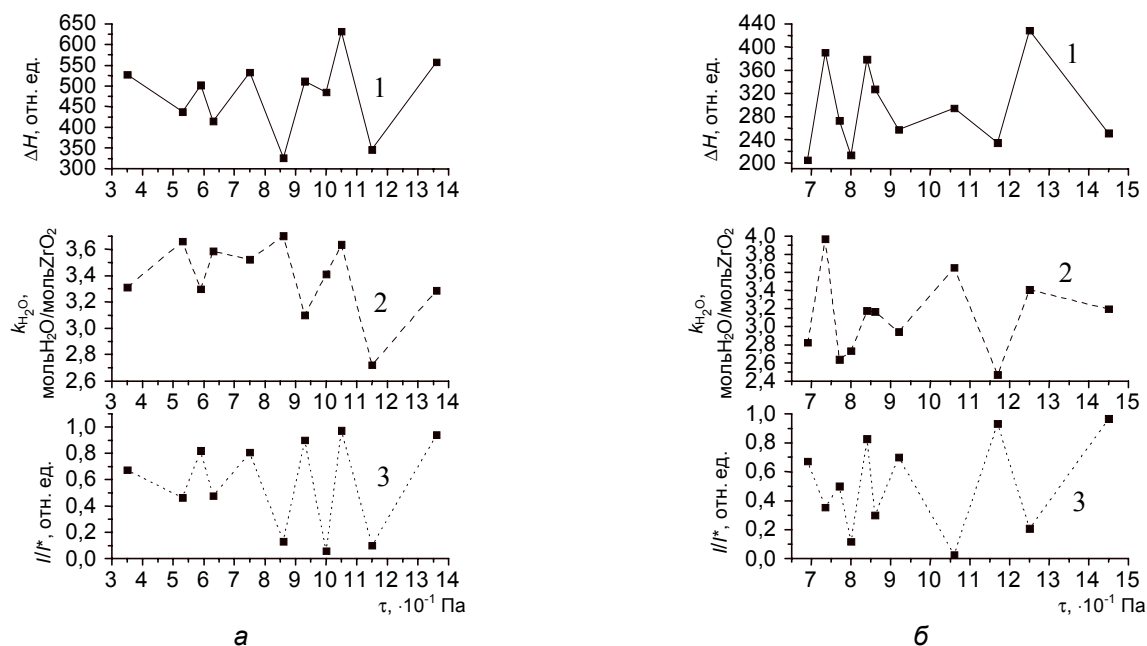 650
600
550
500
450
400
350
300
ΔH, отн. ед.
1
3 4 5 6 7 8 9 10 11 12 13 14
3,6
3,4
3,2
3,0
2,8
2,6
k_H₂O,
мольH₂O/мольZrO₂
2
3 4 5 6 7 8 9 10 11 12 13 14
1,0
0,8
0,6
0,4
0,2
0,0
I/I*, отн. ед.
3
3 4 5 6 7 8 9 10 11 12 13 14
τ, ·10⁻¹ Па
а
440
400
360
320
280
240
200
ΔH, отн. ед.
1
7 8 9 10 11 12 13 14 15
4,0
3,8
3,6
3,4
3,2
3,0
2,8
2,6
2,4
k_H₂O,
мольH₂O/мольZrO₂
2
7 8 9 10 11 12 13 14 15
1,0
0,8
0,6
0,4
0,2
0,0
I/I*, отн. ед.
3
7 8 9 10 11 12 13 14 15
τ, ·10⁻¹ Па
б